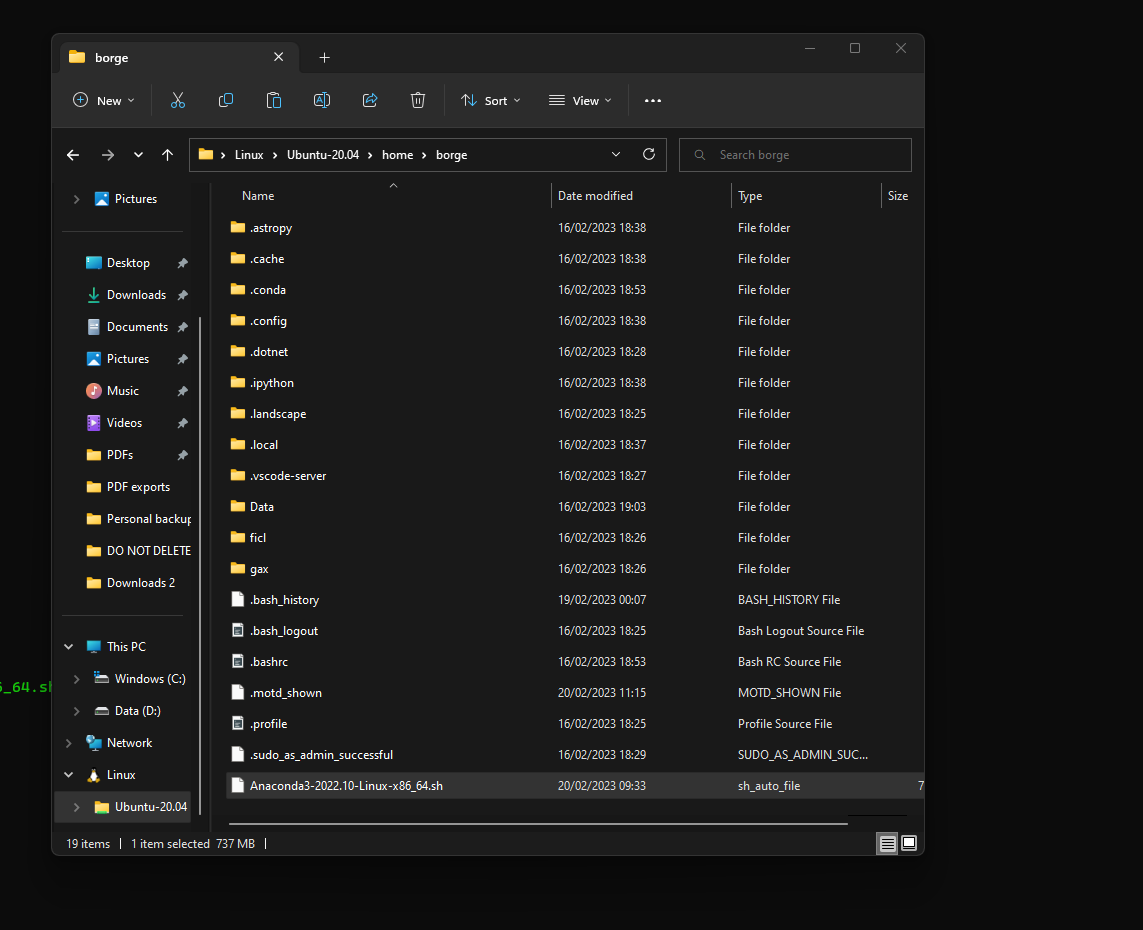 borge
New
Sort
View
Linux > Ubuntu-20.04 > home > borge
Search borge
Pictures
Desktop
Downloads
Documents
Pictures
Music
Videos
PDFs
PDF exports
Personal backup
DO NOT DELETE
Downloads 2
This PC
Windows (C:)
Data (D:)
Network
Linux
Ubuntu-20.04
Name Date modified Type Size
.astropy 16/02/2023 18:38 File folder
.cache 16/02/2023 18:38 File folder
.conda 16/02/2023 18:53 File folder
.config 16/02/2023 18:38 File folder
.dotnet 16/02/2023 18:28 File folder
.ipython 16/02/2023 18:38 File folder
.landscape 16/02/2023 18:25 File folder
.local 16/02/2023 18:37 File folder
.vscode-server 16/02/2023 18:27 File folder
Data 16/02/2023 19:03 File folder
ficl 16/02/2023 18:26 File folder
gax 16/02/2023 18:26 File folder
.bash_history 19/02/2023 00:07 BASH_HISTORY File
.bash_logout 16/02/2023 18:25 Bash Logout Source File
.bashrc 16/02/2023 18:53 Bash RC Source File
.motd_shown 20/02/2023 11:15 MOTD_SHOWN File
.profile 16/02/2023 18:25 Profile Source File
.sudo_as_admin_successful 16/02/2023 18:29 SUDO_AS_ADMIN_SUC...
Anaconda3-2022.10-Linux-x86_64.sh 20/02/2023 09:33 sh_auto_file 7
19 items | 1 item selected 737 MB |
_64.sh